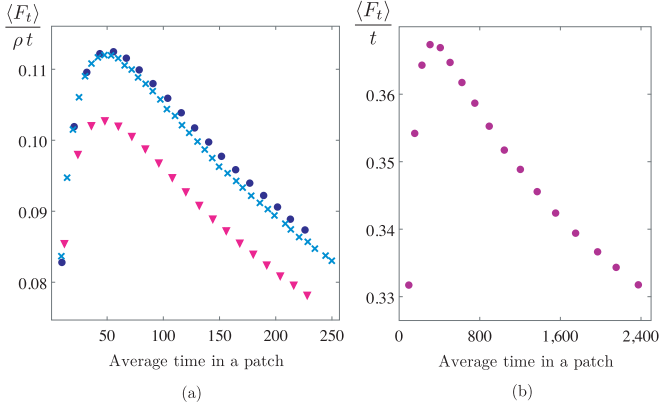 ⟨F_t⟩
ρ t
0.11
0.10
0.09
0.08
50 100 150 200 250
Average time in a patch
(a)
⟨F_t⟩
t
0.36
0.35
0.34
0.33
0 800 1,600 2,400
Average time in a patch
(b)